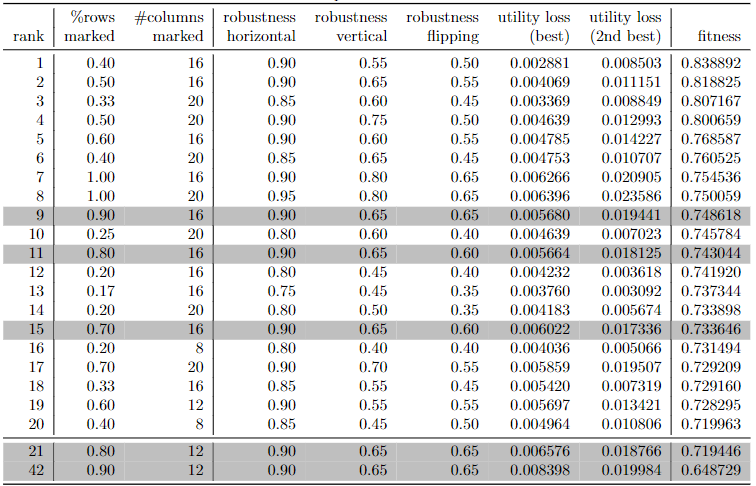 %rows #columns robustness robustness robustness utility loss utility loss
rank marked marked horizontal vertical flipping (best) (2nd best) fitness
1 0.40 16 0.90 0.55 0.50 0.002881 0.008503 0.838892
2 0.50 16 0.90 0.65 0.55 0.004069 0.011151 0.818825
3 0.33 20 0.85 0.60 0.45 0.003369 0.008849 0.807167
4 0.50 20 0.90 0.75 0.50 0.004639 0.012993 0.800659
5 0.60 16 0.90 0.60 0.55 0.004785 0.014227 0.768587
6 0.40 20 0.85 0.65 0.45 0.004753 0.010707 0.760525
7 1.00 16 0.90 0.80 0.65 0.006266 0.020905 0.754536
8 1.00 20 0.95 0.80 0.65 0.006396 0.023586 0.750059
9 0.90 16 0.90 0.65 0.65 0.005680 0.019441 0.748618
10 0.25 20 0.80 0.60 0.40 0.004639 0.007023 0.745784
11 0.80 16 0.90 0.65 0.60 0.005664 0.018125 0.743044
12 0.20 16 0.80 0.45 0.40 0.004232 0.003618 0.741920
13 0.17 16 0.75 0.45 0.35 0.003760 0.003092 0.737344
14 0.20 20 0.80 0.50 0.35 0.004183 0.005674 0.733898
15 0.70 16 0.90 0.65 0.60 0.006022 0.017336 0.733646
16 0.20 8 0.80 0.40 0.40 0.004036 0.005066 0.731494
17 0.70 20 0.90 0.70 0.55 0.005859 0.019507 0.729209
18 0.33 16 0.85 0.55 0.45 0.005420 0.007319 0.729160
19 0.60 12 0.90 0.55 0.55 0.005697 0.013421 0.728295
20 0.40 8 0.85 0.45 0.50 0.004964 0.010806 0.719963
21 0.80 12 0.90 0.65 0.65 0.006576 0.018766 0.719446
42 0.90 12 0.90 0.65 0.65 0.008398 0.019984 0.648729